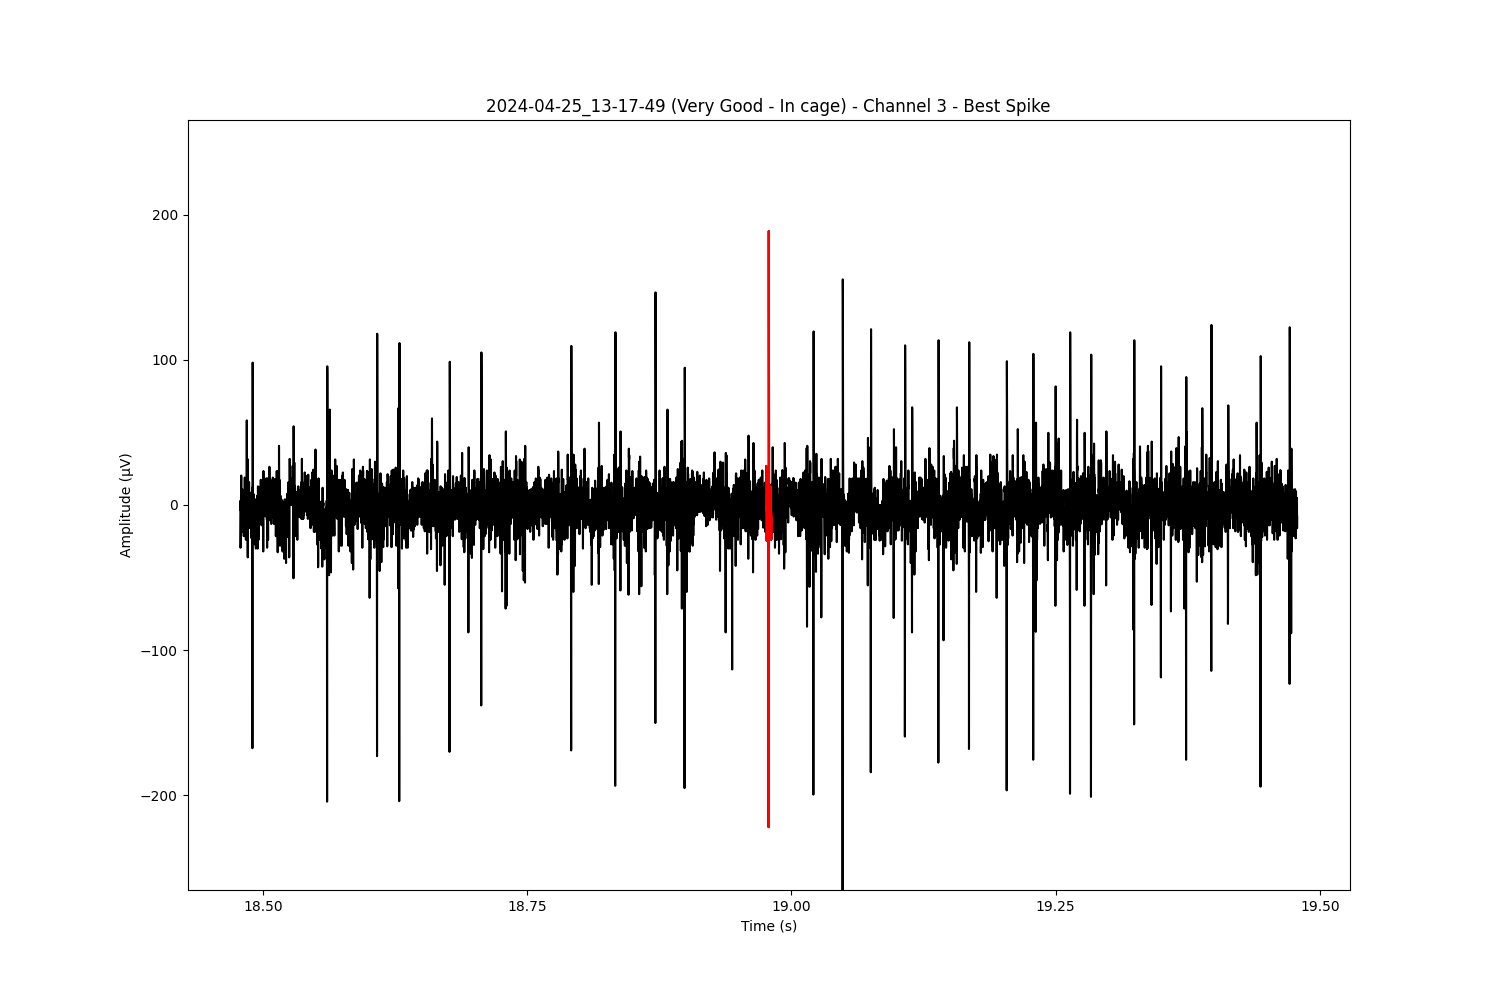 2024-04-25_13-17-49 (Very Good - In cage) - Channel 3 - Best Spike
200
100
0
−100
−200
Amplitude (µV)
18.50 18.75 19.00 19.25 19.50
Time (s)